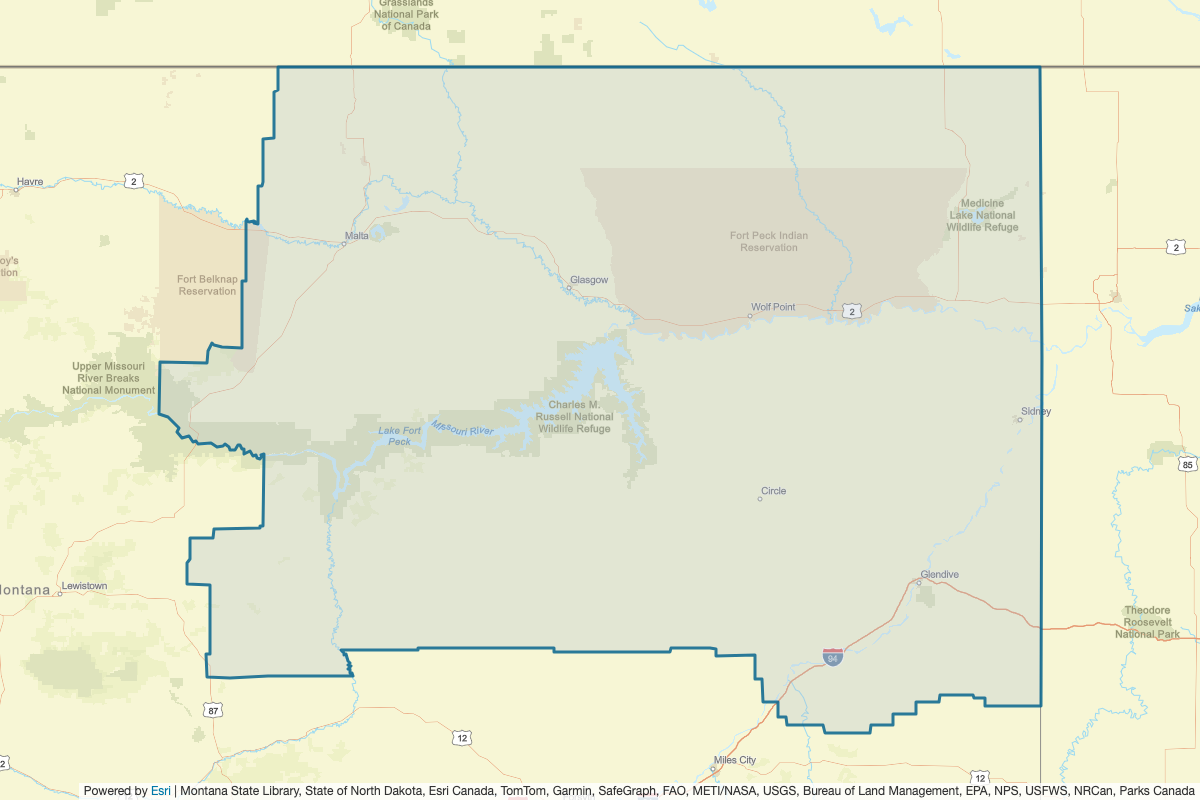 Grasslands
National Park
of Canada
Havre
2
Malta
Medicine
Lake National
Wildlife Refuge
Fort Peck Indian
Reservation
2
oy's
tion
Fort Belknap
Reservation
Glasgow
Wolf Point
2
Sak
Upper Missouri
River Breaks
National Monument
Charles M.
Russell National
Wildlife Refuge
Lake Fort
Peck
Missouri River
Sidney
85
Circle
Glendive
Montana
Lewistown
Theodore
Roosevelt
National Park
94
87
12
2
Miles City
12
Powered by Esri | Montana State Library, State of North Dakota, Esri Canada, TomTom, Garmin, SafeGraph, FAO, METI/NASA, USGS, Bureau of Land Management, EPA, NPS, USFWS, NRCan, Parks Canada